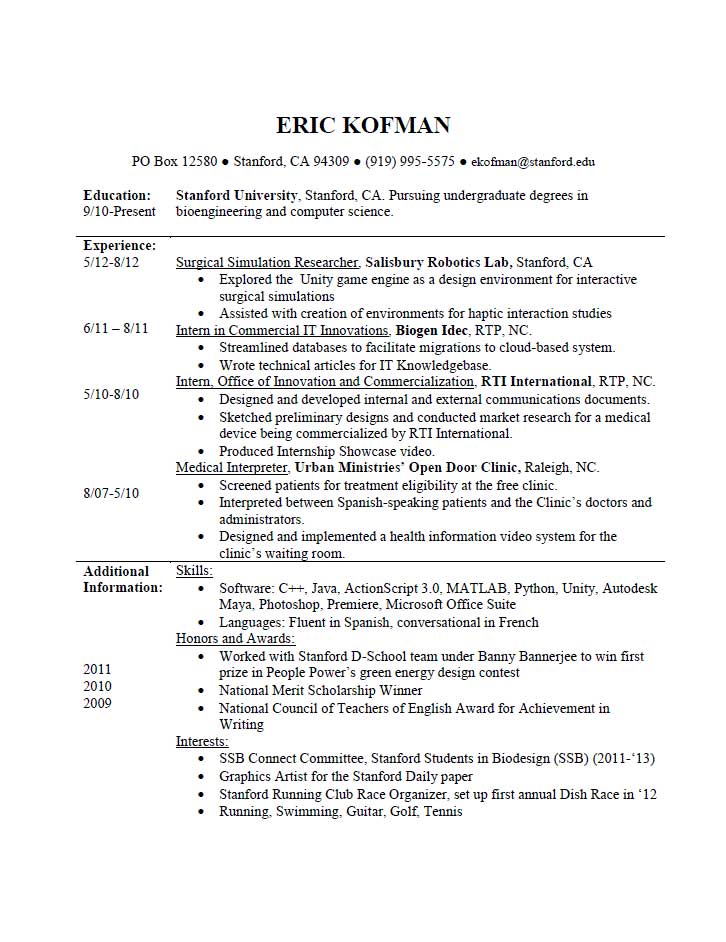 ERIC KOFMAN
PO Box 12580 ● Stanford, CA 94309 ● (919) 995-5575 ● ekofman@stanford.edu
Education: Stanford University, Stanford, CA. Pursuing undergraduate degrees in
9/10-Present bioengineering and computer science.
Experience:
5/12-8/12 Surgical Simulation Researcher, Salisbury Robotics Lab, Stanford, CA
• Explored the Unity game engine as a design environment for interactive
surgical simulations
• Assisted with creation of environments for haptic interaction studies
6/11 – 8/11 Intern in Commercial IT Innovations, Biogen Idec, RTP, NC.
• Streamlined databases to facilitate migrations to cloud-based system.
• Wrote technical articles for IT Knowledgebase.
Intern, Office of Innovation and Commercialization, RTI International, RTP, NC.
5/10-8/10 • Designed and developed internal and external communications documents.
• Sketched preliminary designs and conducted market research for a medical
device being commercialized by RTI International.
• Produced Internship Showcase video.
Medical Interpreter, Urban Ministries’ Open Door Clinic, Raleigh, NC.
• Screened patients for treatment eligibility at the free clinic.
8/07-5/10 • Interpreted between Spanish-speaking patients and the Clinic’s doctors and
administrators.
• Designed and implemented a health information video system for the
clinic’s waiting room.
Additional Skills:
Information: • Software: C++, Java, ActionScript 3.0, MATLAB, Python, Unity, Autodesk
Maya, Photoshop, Premiere, Microsoft Office Suite
• Languages: Fluent in Spanish, conversational in French
Honors and Awards:
• Worked with Stanford D-School team under Banny Bannerjee to win first
2011 prize in People Power’s green energy design contest
2010 • National Merit Scholarship Winner
2009 • National Council of Teachers of English Award for Achievement in
Writing
Interests:
• SSB Connect Committee, Stanford Students in Biodesign (SSB) (2011-‘13)
• Graphics Artist for the Stanford Daily paper
• Stanford Running Club Race Organizer, set up first annual Dish Race in ‘12
• Running, Swimming, Guitar, Golf, Tennis